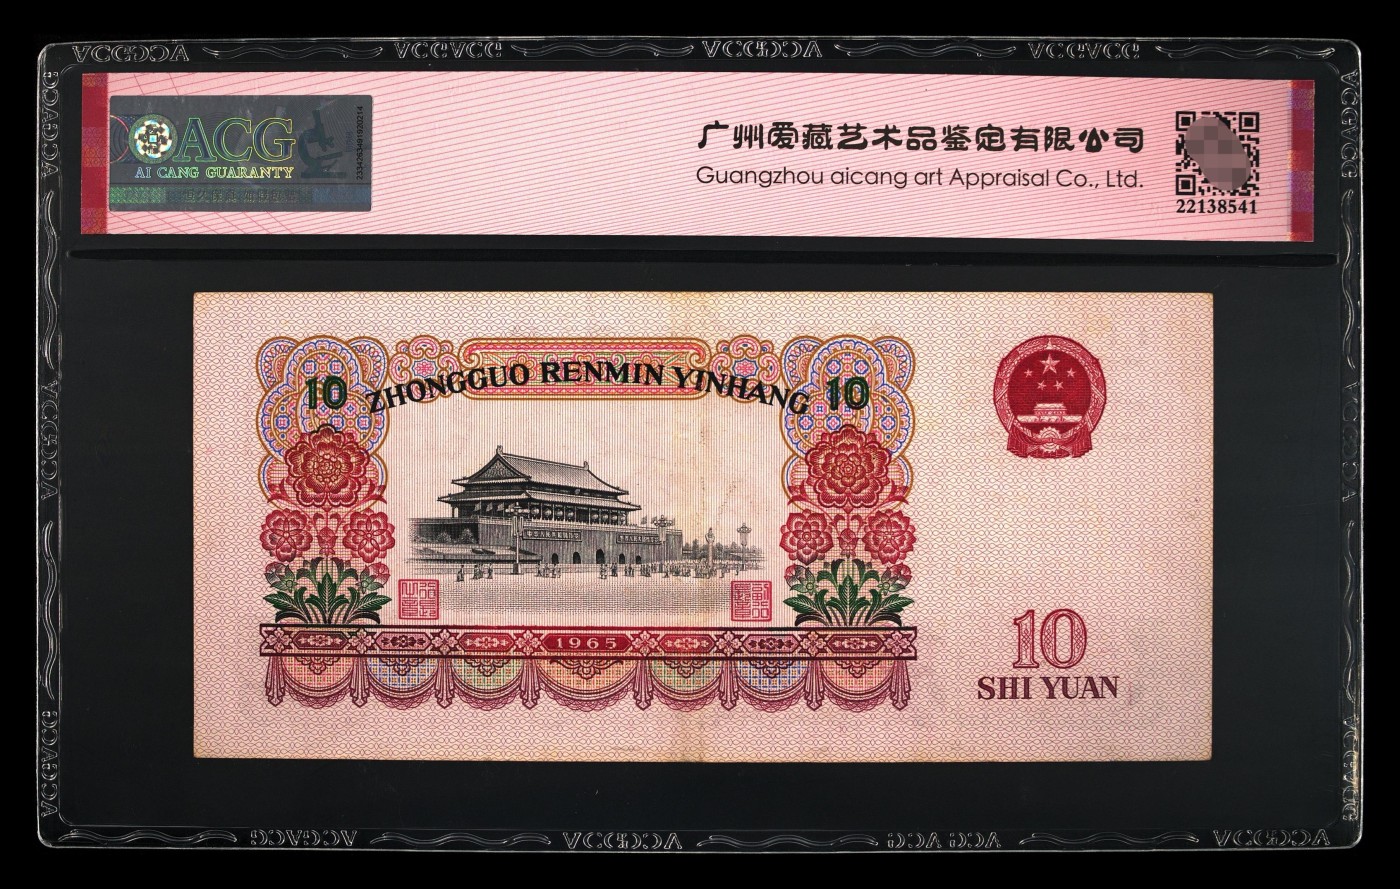 ACG
AI CANG GUARANTY
2334263491920214
广州爱藏艺术品鉴定有限公司
Guangzhou aicang art Appraisal Co., Ltd.
22138541
10 ZHONGGUO RENMIN YINHANG 10
1965
10
SHI YUAN